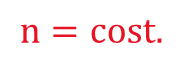 n = cost.